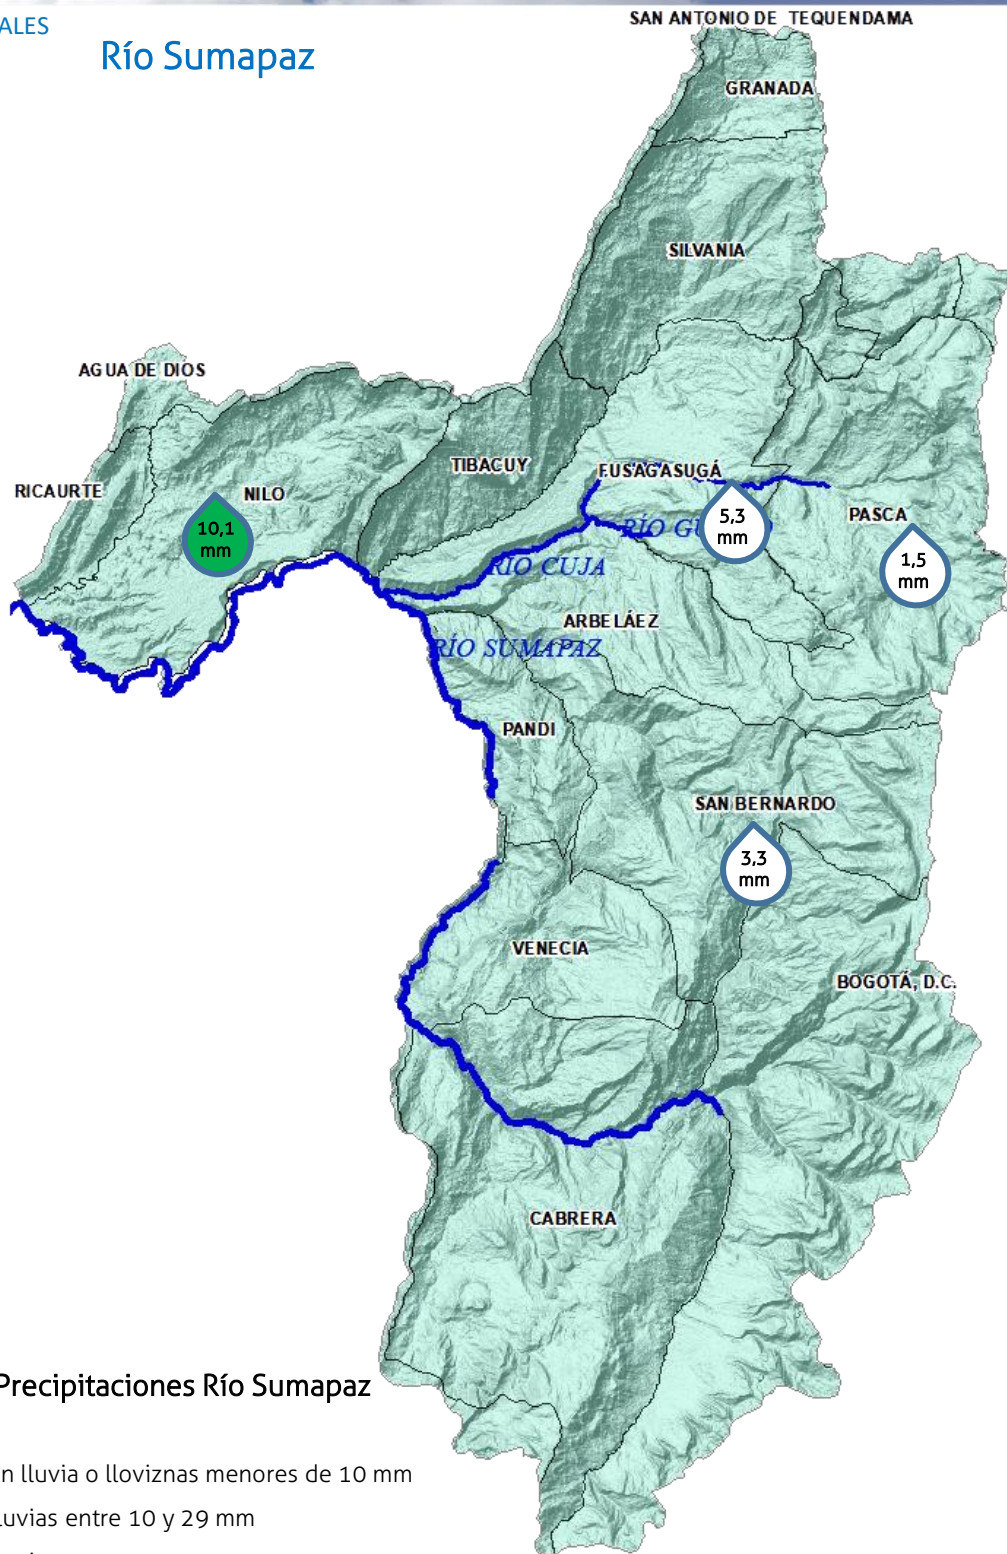 SAN ANTONIO DE TEQUENDAMA
Río Sumapaz
GRANADA
SILVANIA
AGUA DE DIOS
TIBACUY
FUSAGASUGÁ
RICAURTE
NILO
10,1
mm
5,3
mm
PASCA
RÍO
1,5
mm
RÍO CUJA
ARBELÁEZ
RÍO SUMAPAZ
PANDI
SAN BERNARDO
3,3
mm
VENECIA
BOGOTÁ, D.C.
CABRERA
Precipitaciones Río Sumapaz
lluvia o lloviznas menores de 10 mm
entre 10 y 29 mm